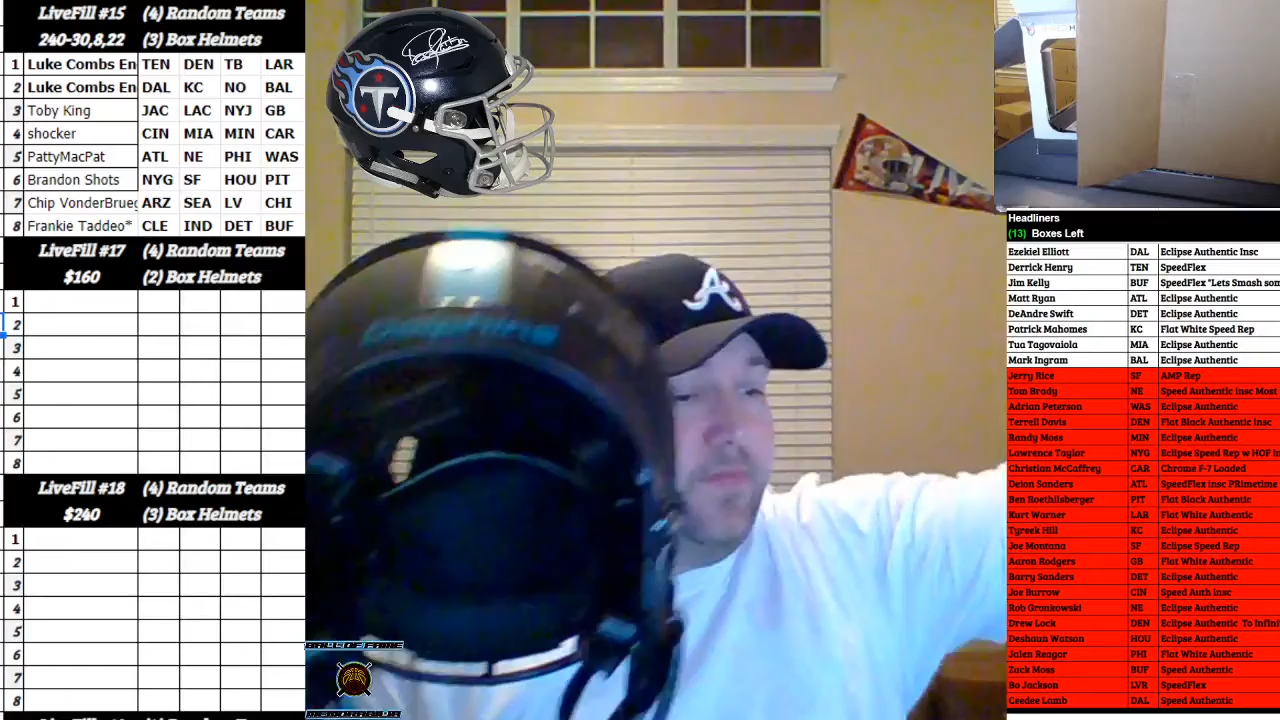 LiveFill #15 (4) Random Teams
240-30,8,22 (3) Box Helmets
1 Luke Combs En TEN DEN TB LAR
2 Luke Combs En DAL KC NO BAL
3 Toby King JAC LAC NYJ GB
4 shocker CIN MIA MIN CAR
5 PattyMacPat ATL NE PHI WAS
6 Brandon Shots NYG SF HOU PIT
7 Chip VonderBrueg ARZ SEA LV CHI
8 Frankie Taddeo* CLE IND DET BUF
LiveFill #17 (4) Random Teams
$160 (2) Box Helmets
1
2
3
4
5
6
7
8
LiveFill #18 (4) Random Teams
$240 (3) Box Helmets
1
2
3
4
5
6
7
8
T
A
BALL OF FAME
MEMORABILIA
Headliners
(13) Boxes Left
Ezekiel Elliott DAL Eclipse Authentic Insc
Derrick Henry TEN SpeedFlex
Jim Kelly BUF SpeedFlex "Lets Smash som
Matt Ryan ATL Eclipse Authentic
DeAndre Swift DET Eclipse Authentic
Patrick Mahomes KC Flat White Speed Rep
Tua Tagovaiola MIA Eclipse Authentic
Mark Ingram BAL Eclipse Authentic
Jerry Rice SF AMP Rep
Tom Brady NE Speed Authentic insc Most
Adrian Peterson WAS Eclipse Authentic
Terrell Davis DEN Flat Black Authentic insc
Randy Moss MIN Eclipse Authentic
Lawrence Taylor NYG Eclipse Speed Rep w HOF in
Christian McCaffrey CAR Chrome F-7 Loaded
Deion Sanders ATL SpeedFlex insc PRimetime
Ben Roethilsberger PIT Flat Black Authentic
Kurt Warner LAR Flat White Authentic
Tyreek Hill KC Eclipse Authentic
Joe Montana SF Eclipse Speed Rep
Aaron Rodgers GB Flat White Authentic
Barry Sanders DET Eclipse Authentic
Joe Burrow CIN Speed Auth insc
Rob Gronkowski NE Eclipse Authentic
Drew Lock DEN Eclipse Authentic To Infini
Deshaun Watson HOU Eclipse Authentic
Jalen Reagor PHI Flat White Authentic
Zack Moss BUF Speed Authentic
Bo Jackson LVR SpeedFlex
Ceedee Lamb DAL Speed Authentic